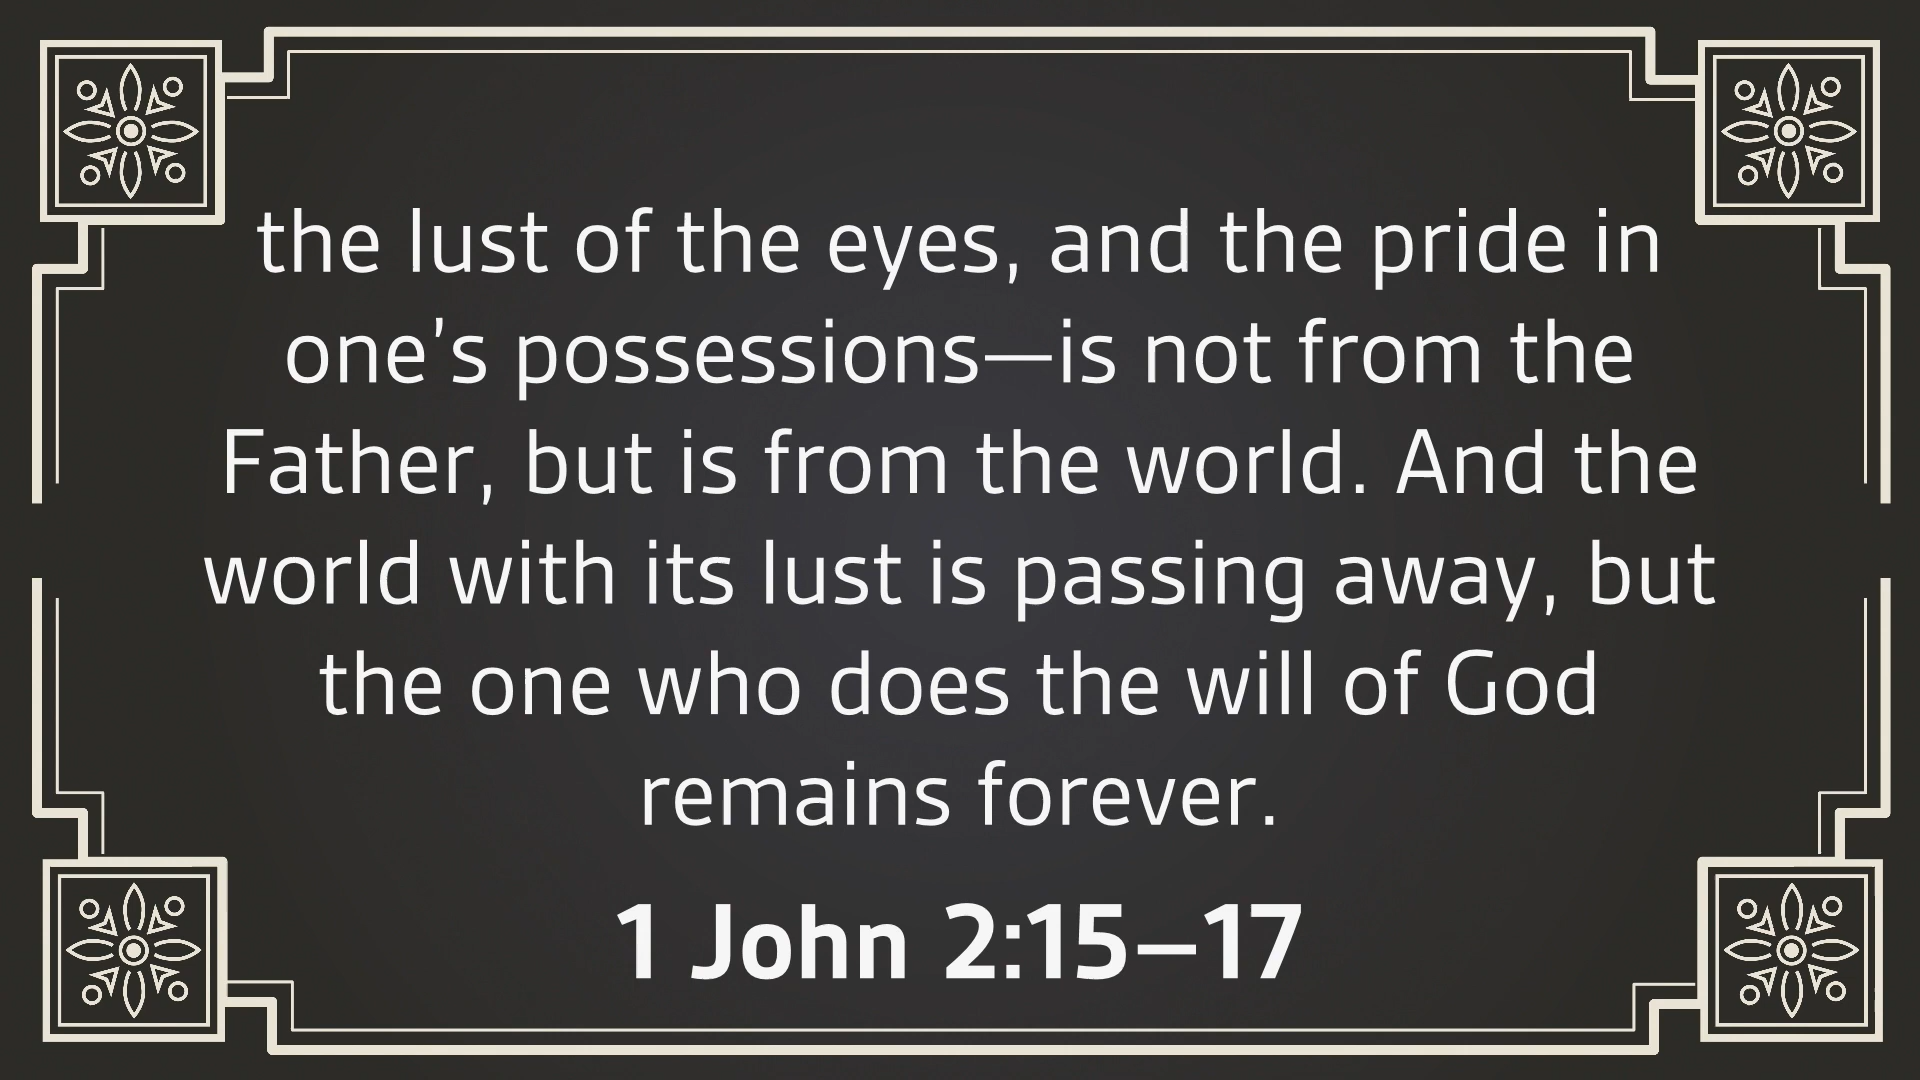 the lust of the eyes, and the pride in
one’s possessions—is not from the
Father, but is from the world. And the
world with its lust is passing away, but
the one who does the will of God
remains forever.
1 John 2:15–17